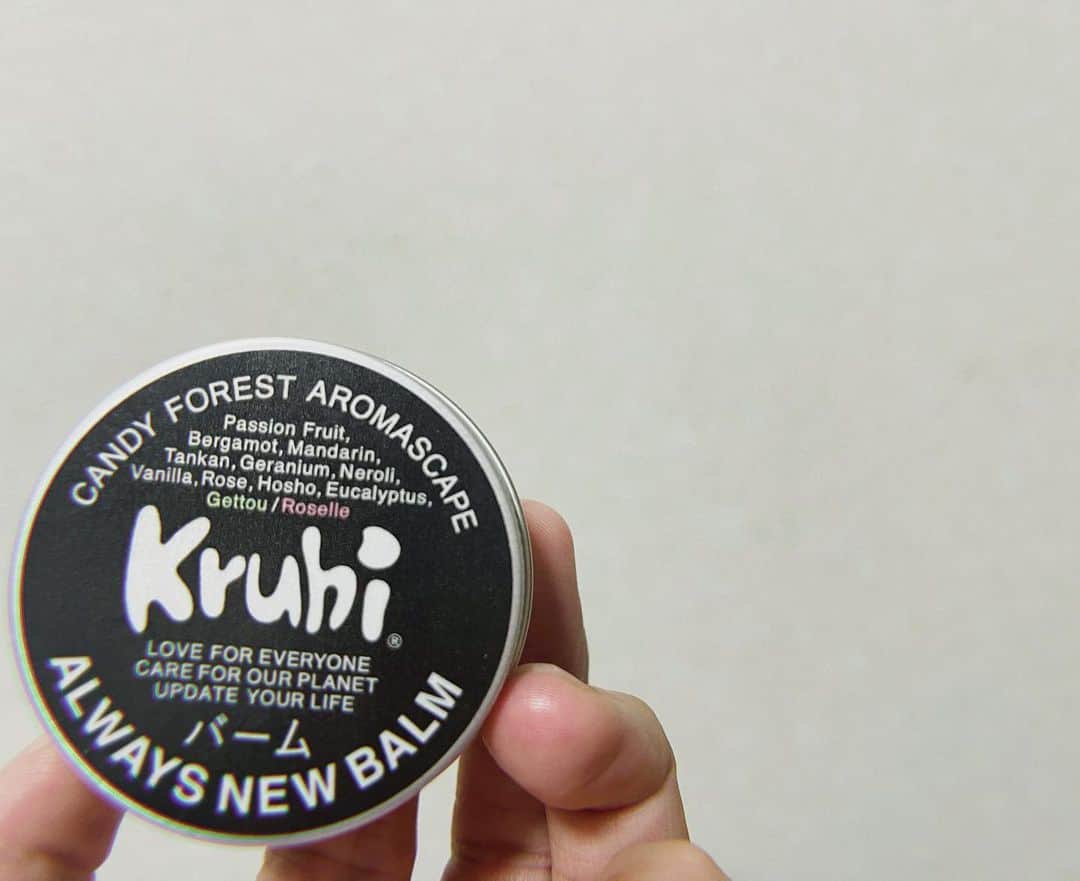 CANDY FOREST AROMASCAPE
Passion Fruit,
Bergamot, Mandarin,
Tankan, Geranium, Neroli,
Vanilla, Rose, Hosho, Eucalyptus,
Gettou / Roselle
Kruhi®
LOVE FOR EVERYONE
CARE FOR OUR PLANET
UPDATE YOUR LIFE
バーム
ALWAYS NEW BALM